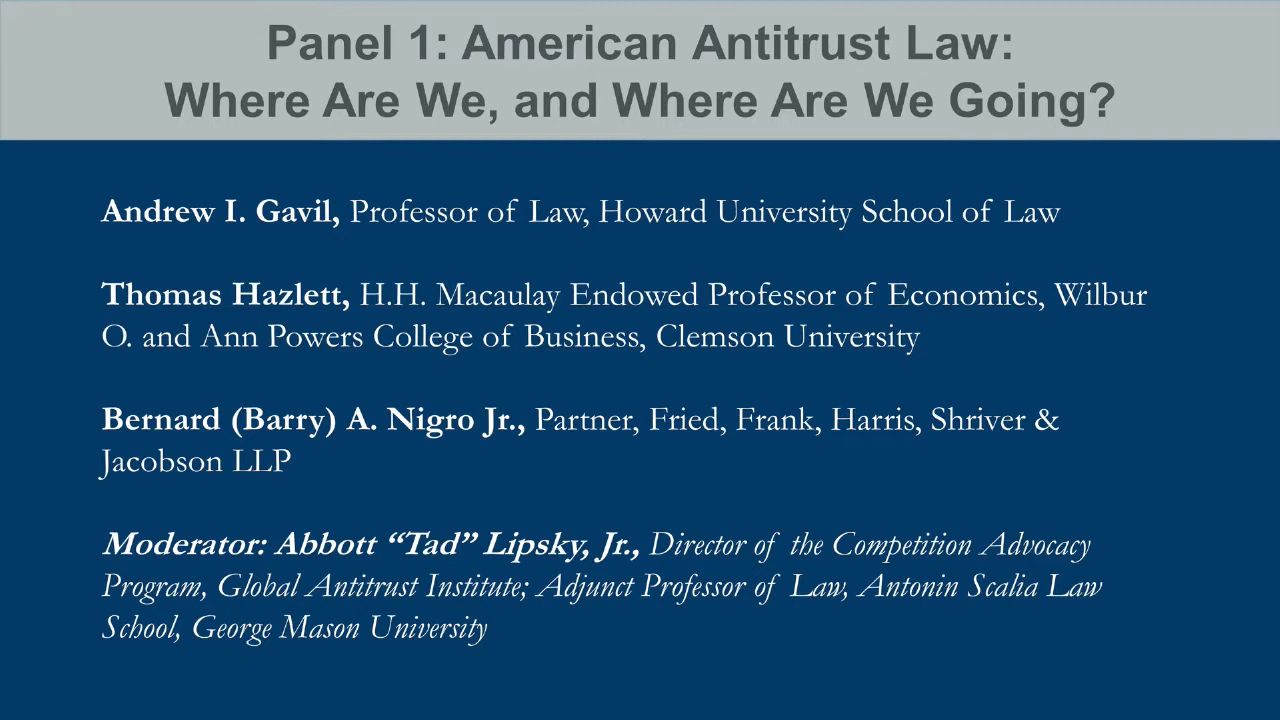 Panel 1: American Antitrust Law:
Where Are We, and Where Are We Going?
Andrew I. Gavil, Professor of Law, Howard University School of Law
Thomas Hazlett, H.H. Macaulay Endowed Professor of Economics, Wilbur
O. and Ann Powers College of Business, Clemson University
Bernard (Barry) A. Nigro Jr., Partner, Fried, Frank, Harris, Shriver &
Jacobson LLP
Moderator: Abbott “Tad” Lipsky, Jr., Director of the Competition Advocacy
Program, Global Antitrust Institute; Adjunct Professor of Law, Antonin Scalia Law
School, George Mason University